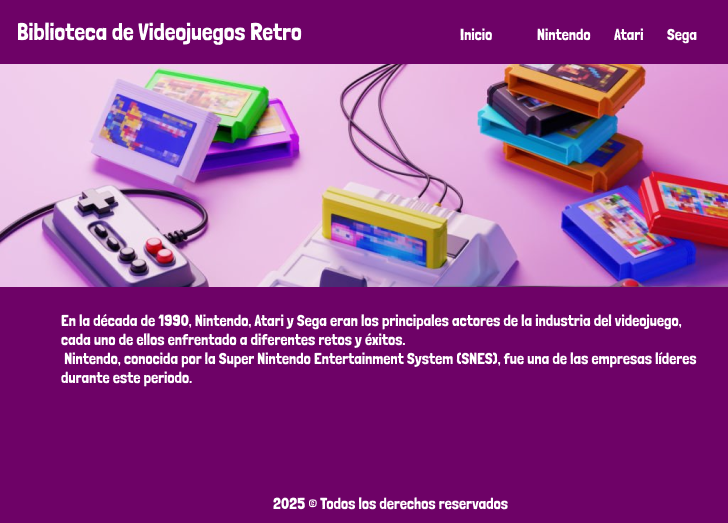 Biblioteca de Videojuegos Retro
Inicio Nintendo Atari Sega
En la década de 1990, Nintendo, Atari y Sega eran los principales actores de la industria del videojuego,
cada uno de ellos enfrentado a diferentes retos y éxitos.
Nintendo, conocida por la Super Nintendo Entertainment System (SNES), fue una de las empresas líderes
durante este periodo.
2025 © Todos los derechos reservados